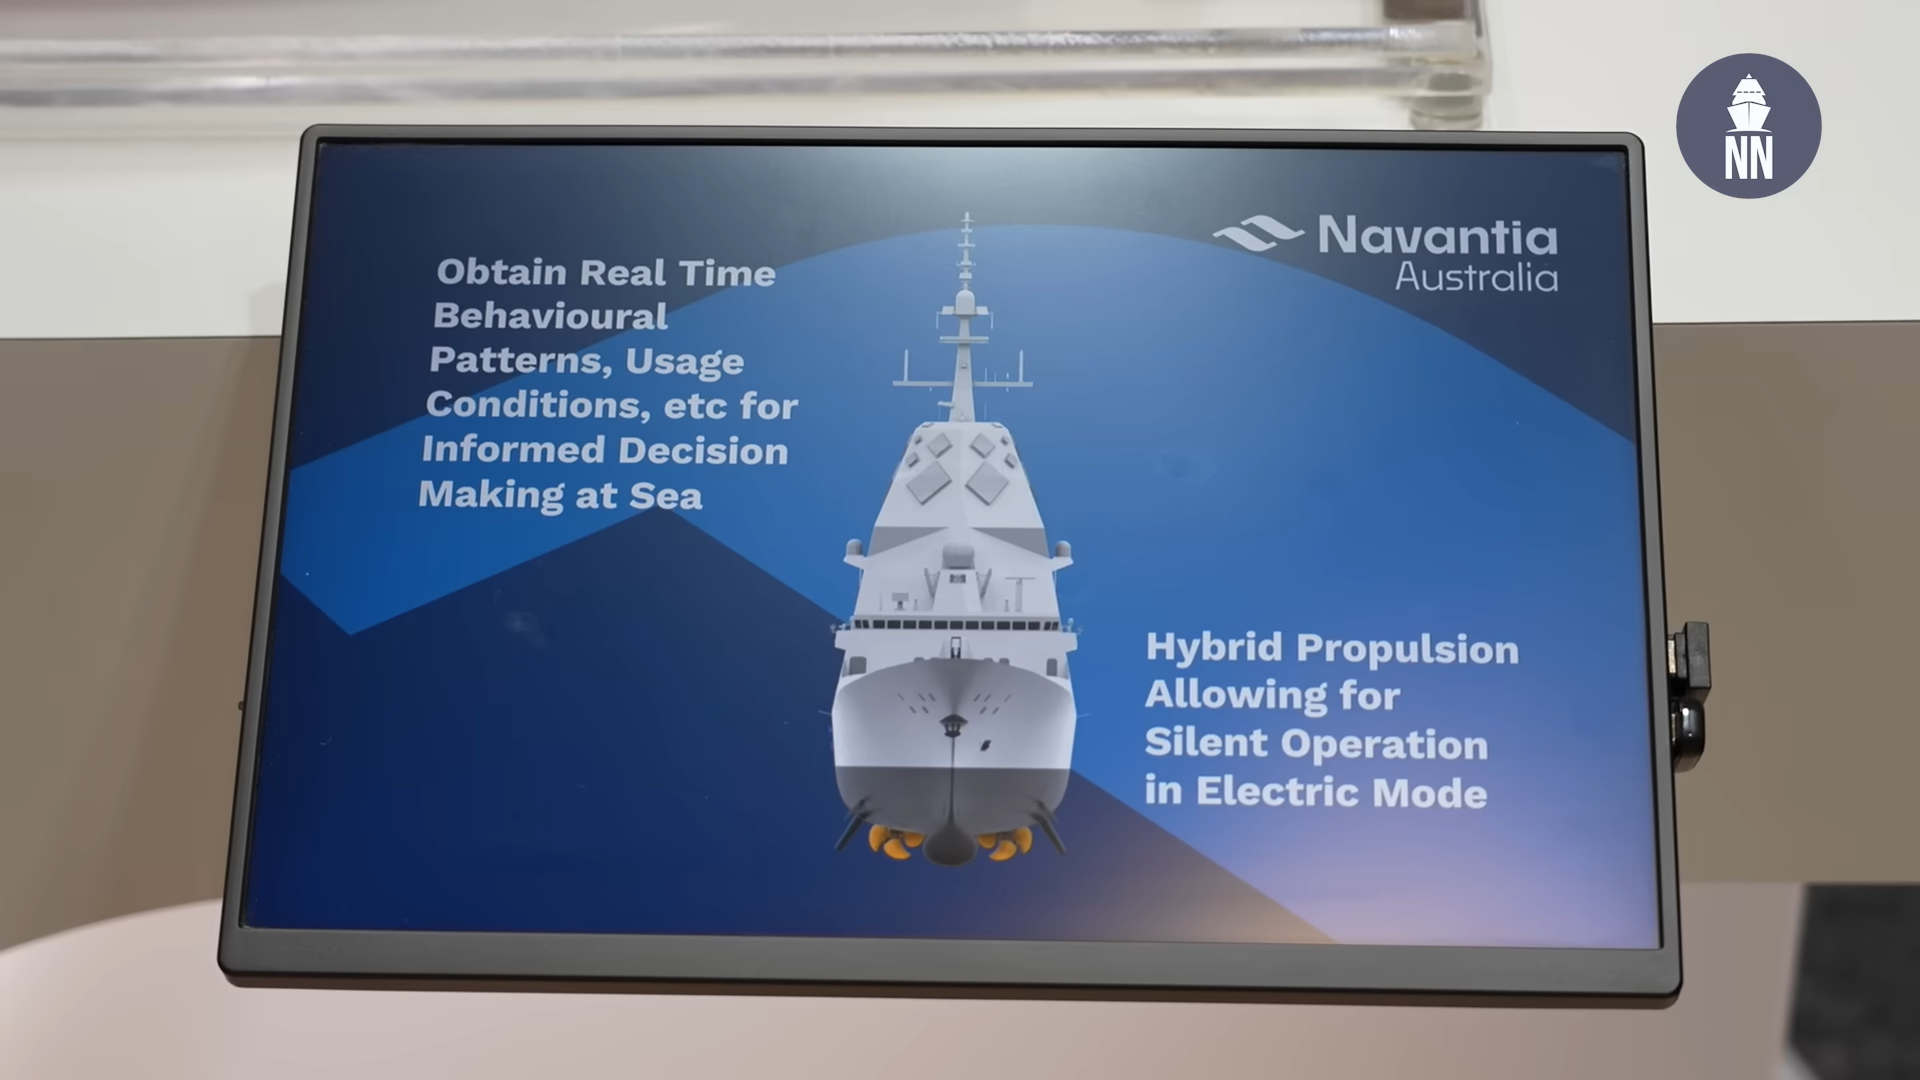 NN
Navantia
Australia
Obtain Real Time
Behavioural
Patterns, Usage
Conditions, etc for
Informed Decision
Making at Sea
Hybrid Propulsion
Allowing for
Silent Operation
in Electric Mode